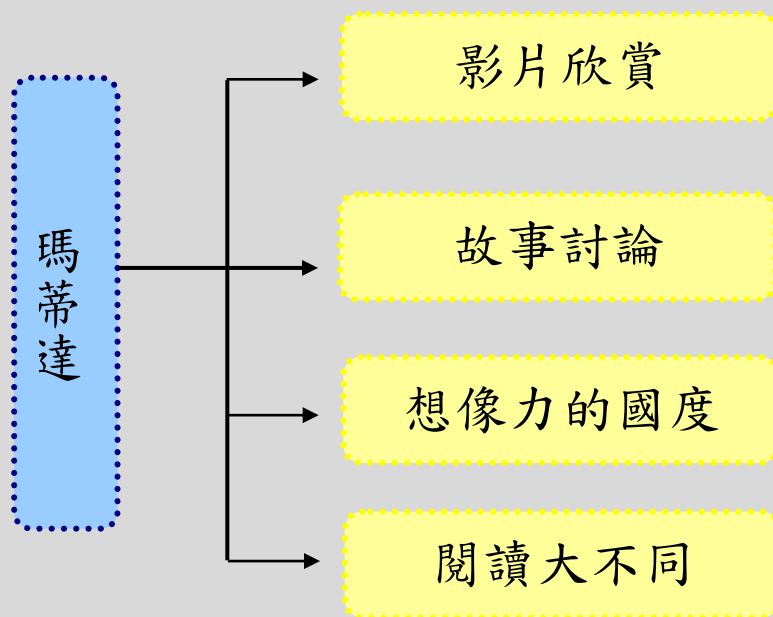 瑪蒂達
影片欣賞
故事討論
想像力的國度
閱讀大不同